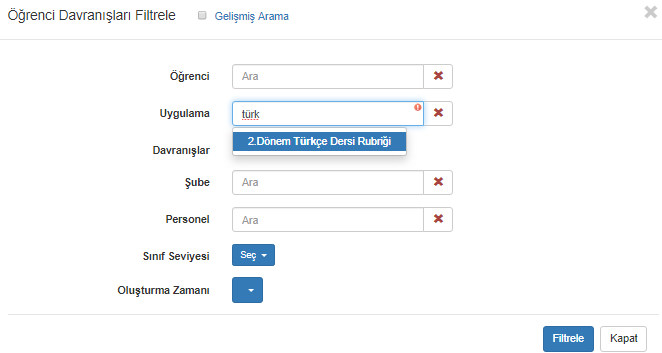 Öğrenci Davranışları Filtrele Gelişmiş Arama
Öğrenci Ara
Uygulama türk
2.Dönem Türkçe Dersi Rubriği
Davranışlar
Şube Ara
Personel Ara
Sınıf Seviyesi Seç
Oluşturma Zamanı
Filtrele Kapat